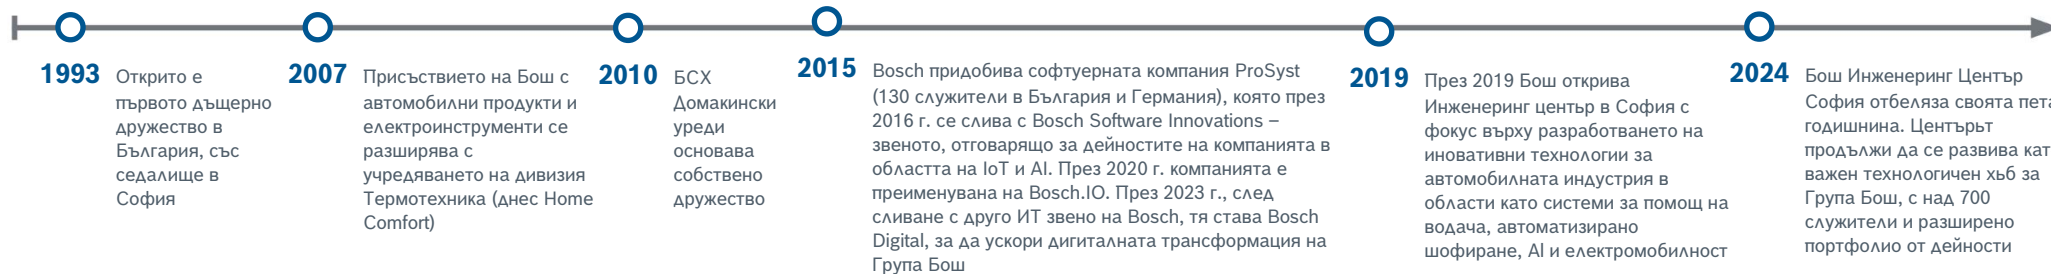 1993
Открито е
първото дъщерно
дружество в
България, със
седалище в
София
2007
Присъствието на Бош с
автомобилни продукти и
електроинструменти се
разширява с
учредяването на дивизия
Термотехника (днес Home
Comfort)
2010
БСХ
Домакински
уреди
основава
собствено
дружество
2015
Bosch придобива софтуерната компания ProSyst
(130 служители в България и Германия), която през
2016 г. се слива с Bosch Software Innovations –
звеното, отговарящо за дейностите на компанията в
областта на IoT и AI. През 2020 г. компанията е
преименувана на Bosch.IO. През 2023 г., след
сливане с друго ИТ звено на Bosch, тя става Bosch
Digital, за да ускори дигиталната трансформация на
Група Бош
2019
През 2019 Бош открива
Инженеринг център в София с
фокус върху разработването на
иновативни технологии за
автомобилната индустрия в
области като системи за помощ на
водача, автоматизирано
шофиране, AI и електромобилност
2024
Бош Инженеринг Център
София отбеляза своята пета
годишнина. Центърът
продължи да се развива кат
важен технологичен хъб за
Група Бош, с над 700
служители и разширено
портфолио от дейности